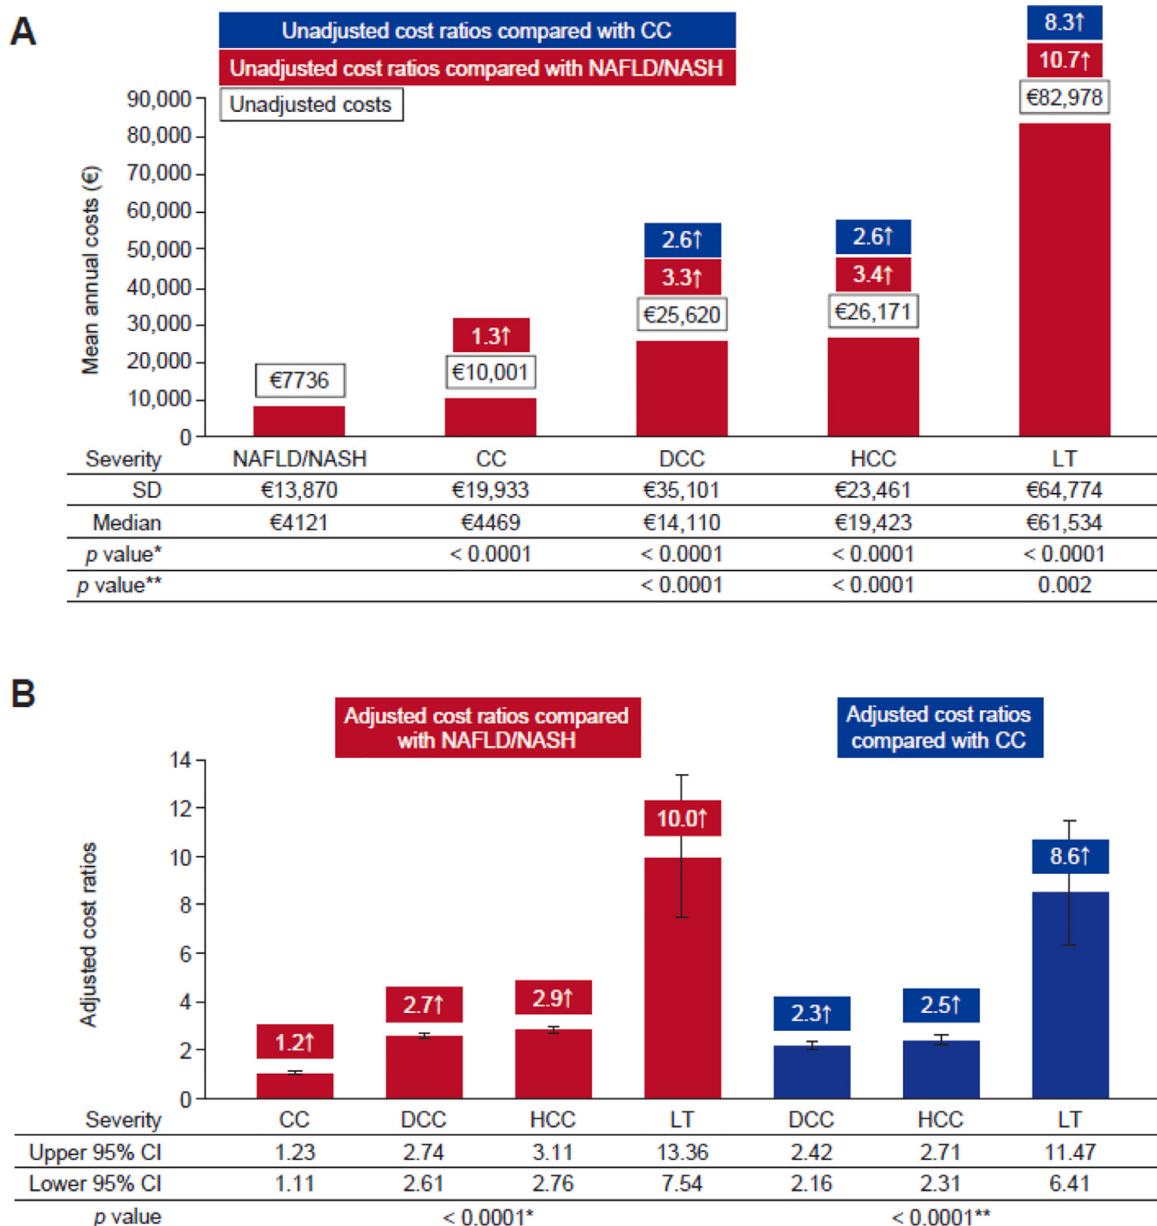 A
Unadjusted cost ratios compared with CC
Unadjusted cost ratios compared with NAFLD/NASH
Unadjusted costs
8.3↑
10.7↑
€82,978
Mean annual costs (€)
90,000
80,000
70,000
60,000
50,000
40,000
30,000
20,000
10,000
0
2.6↑
3.3↑
€25,620
2.6↑
3.4↑
€26,171
1.3↑
€10,001
€7736
Severity NAFLD/NASH CC DCC HCC LT
SD €13,870 €19,933 €35,101 €23,461 €64,774
Median €4121 €4469 €14,110 €19,423 €61,534
p value* < 0.0001 < 0.0001 < 0.0001 < 0.0001
p value** < 0.0001 < 0.0001 0.002
B
Adjusted cost ratios compared
with NAFLD/NASH
Adjusted cost ratios
compared with CC
Adjusted cost ratios
14
12
10
8
6
4
2
0
1.2↑
2.7↑
2.9↑
10.0↑
2.3↑
2.5↑
8.6↑
Severity CC DCC HCC LT DCC HCC LT
Upper 95% CI 1.23 2.74 3.11 13.36 2.42 2.71 11.47
Lower 95% CI 1.11 2.61 2.76 7.54 2.16 2.31 6.41
p value < 0.0001* < 0.0001**